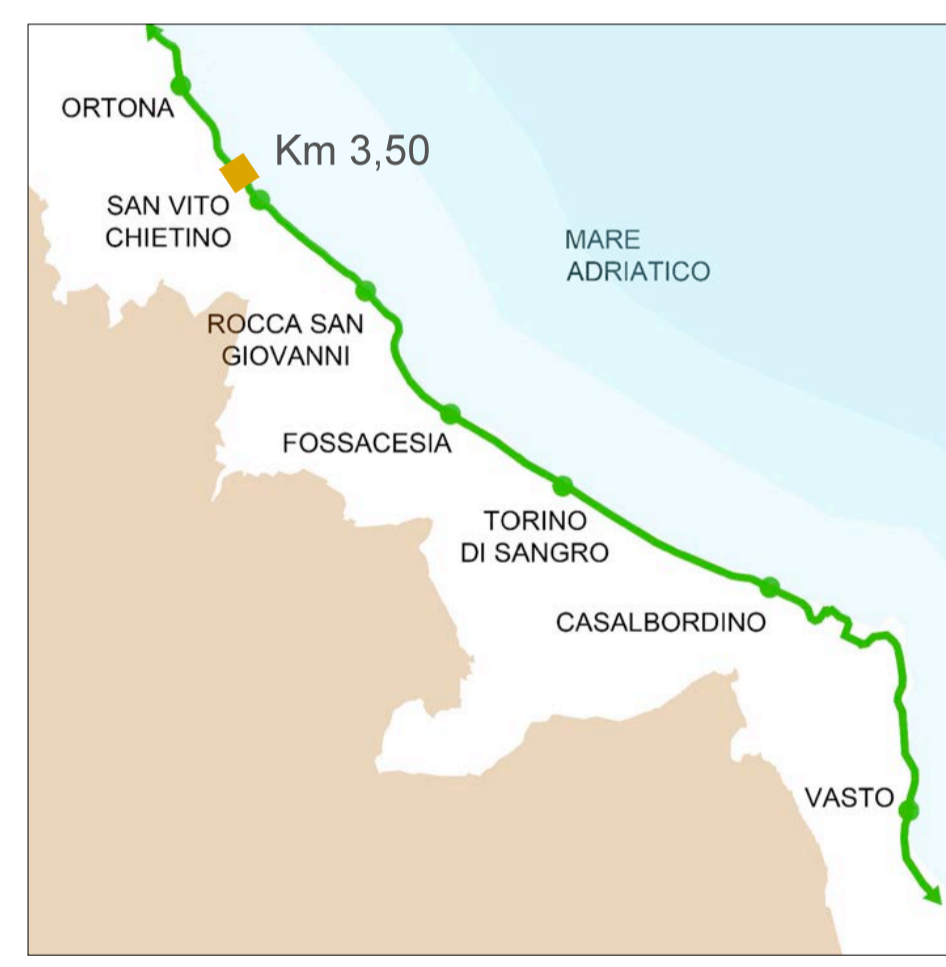 ORTONA
Km 3,50
SAN VITO
CHIETINO
MARE
ADRIATICO
ROCCA SAN
GIOVANNI
FOSSACESIA
TORINO
DI SANGRO
CASALBORDINO
VASTO